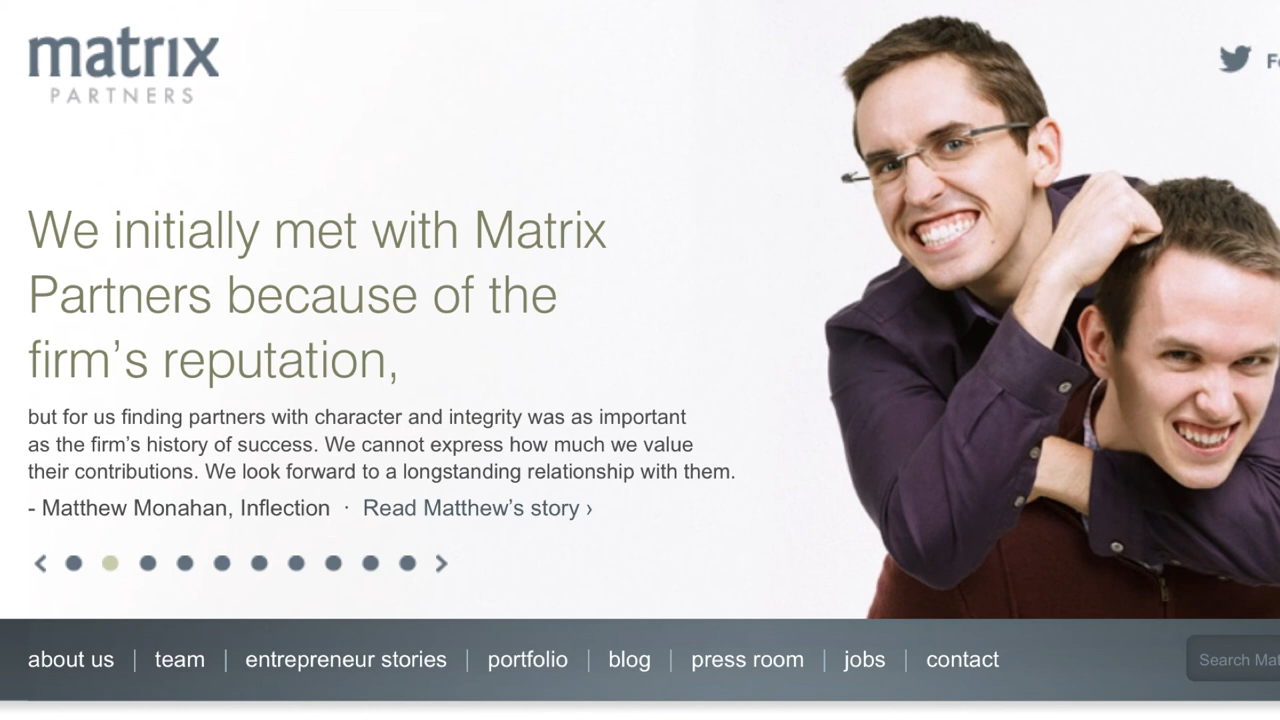 matrix
PARTNERS
We initially met with Matrix
Partners because of the
firm’s reputation,
but for us finding partners with character and integrity was as important
as the firm’s history of success. We cannot express how much we value
their contributions. We look forward to a longstanding relationship with them.
- Matthew Monahan, Inflection · Read Matthew’s story ›
about us | team | entrepreneur stories | portfolio | blog | press room | jobs | contact
Search